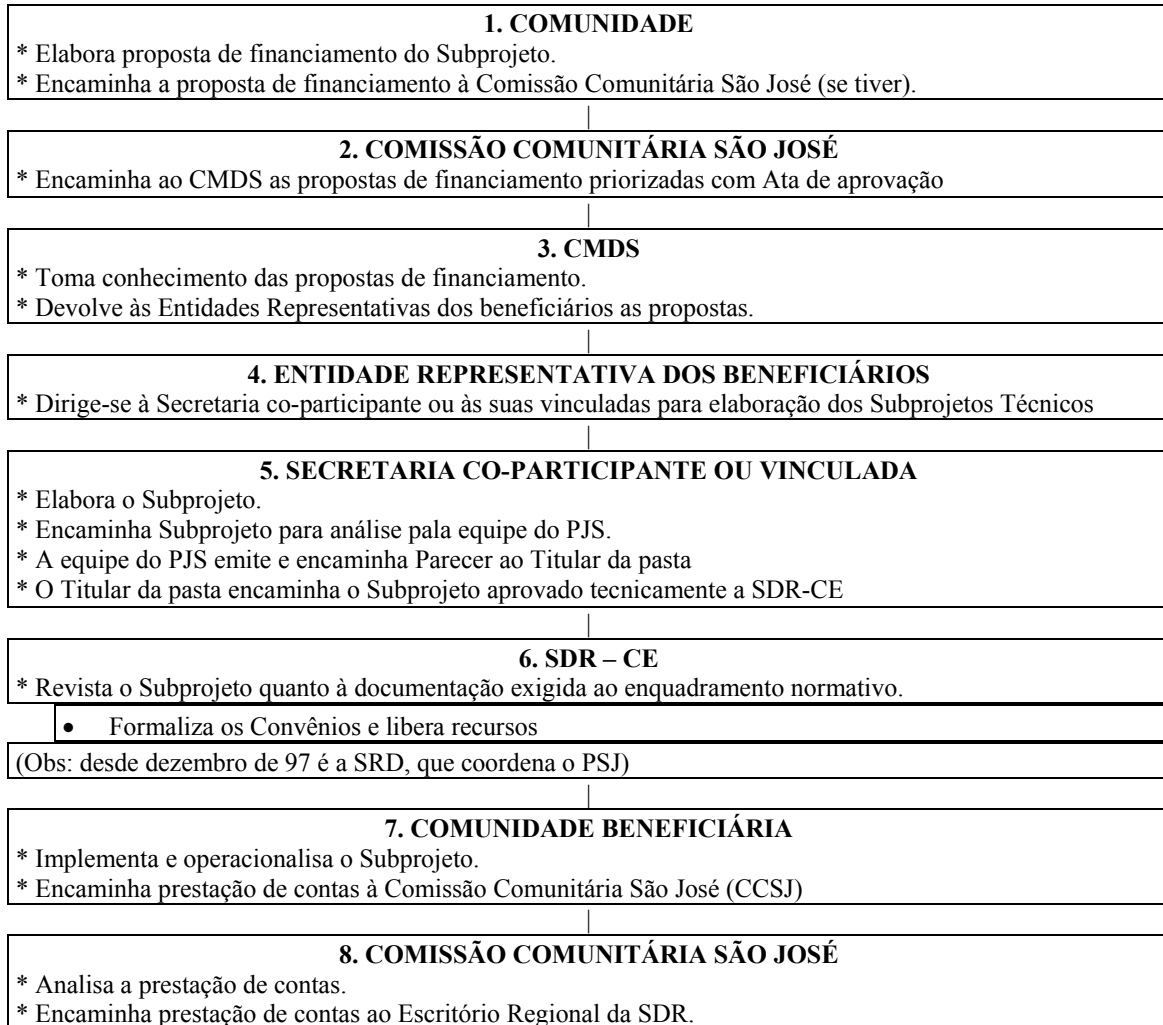 1. COMUNIDADE
* Elabora proposta de financiamento do Subprojeto.
* Encaminha a proposta de financiamento à Comissão Comunitária São José (se tiver).
2. COMISSÃO COMUNITÁRIA SÃO JOSÉ
* Encaminha ao CMDS as propostas de financiamento priorizadas com Ata de aprovação
3. CMDS
* Toma conhecimento das propostas de financiamento.
* Devolve às Entidades Representativas dos beneficiários as propostas.
4. ENTIDADE REPRESENTATIVA DOS BENEFICIÁRIOS
* Dirige-se à Secretaria co-participante ou às suas vinculadas para elaboração dos Subprojetos Técnicos
5. SECRETARIA CO-PARTICIPANTE OU VINCULADA
* Elabora o Subprojeto.
* Encaminha Subprojeto para análise pala equipe do PJS.
* A equipe do PJS emite e encaminha Parecer ao Titular da pasta
* O Titular da pasta encaminha o Subprojeto aprovado tecnicamente a SDR-CE
6. SDR – CE
* Revista o Subprojeto quanto à documentação exigida ao enquadramento normativo.
• Formaliza os Convênios e libera recursos
(Obs: desde dezembro de 97 é a SRD, que coordena o PSJ)
7. COMUNIDADE BENEFICIÁRIA
* Implementa e operacionalisa o Subprojeto.
* Encaminha prestação de contas à Comissão Comunitária São José (CCSJ)
8. COMISSÃO COMUNITÁRIA SÃO JOSÉ
* Analisa a prestação de contas.
* Encaminha prestação de contas ao Escritório Regional da SDR.